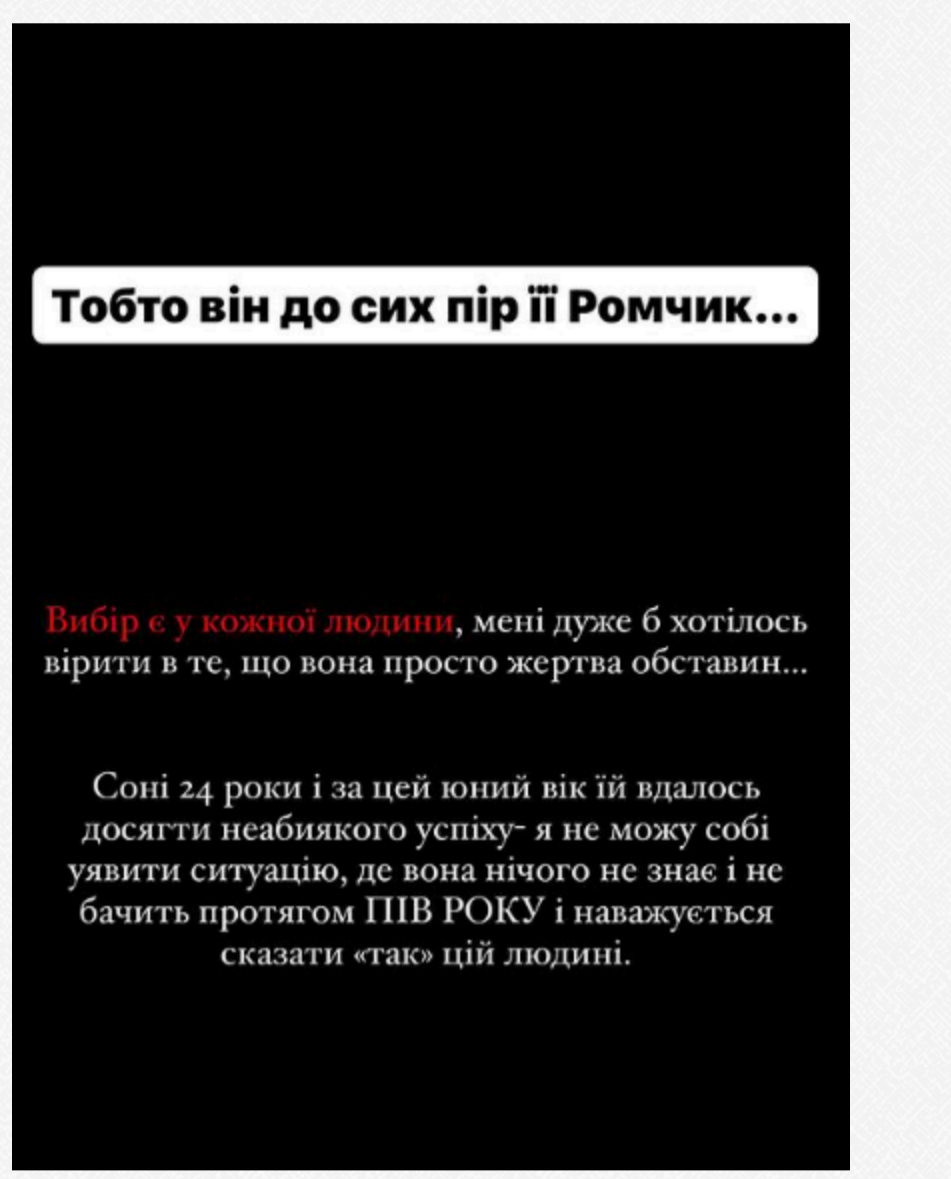 Тобто він до сих пір її Ромчик...
Вибір є у кожної людини, мені дуже б хотілось
вірити в те, що вона просто жертва обставин...
Соні 24 роки і за цей юний вік їй вдалось
досягти неабиякого успіху- я не можу собі
уявити ситуацію, де вона нічого не знає і не
бачить протягом ПІВ РОКУ і наважується
сказати «так» цій людині.